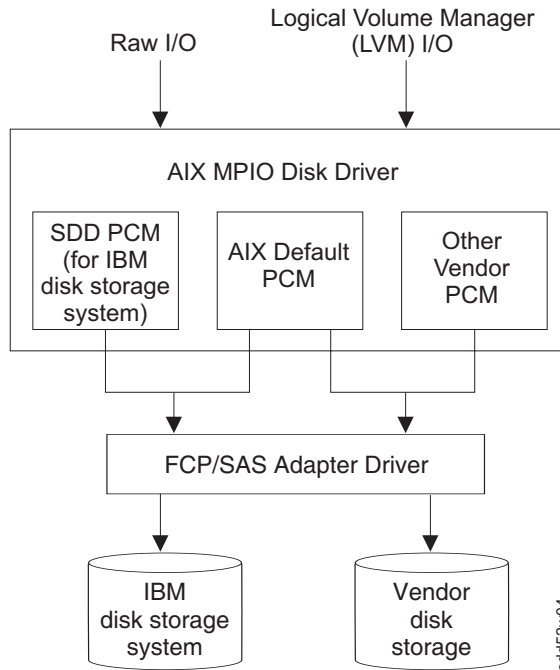 Raw I/O
Logical Volume Manager
(LVM) I/O
AIX MPIO Disk Driver
SDD PCM
(for IBM
disk storage
system)
AIX Default
PCM
Other
Vendor
PCM
FCP/SAS Adapter Driver
IBM
disk storage
system
Vendor
disk
storage